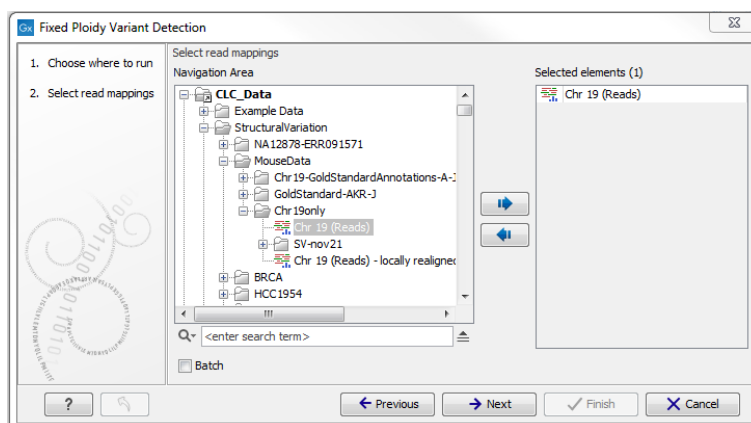 Gx Fixed Ploidy Variant Detection
1. Choose where to run
2. Select read mappings
Select read mappings
Navigation Area
CLC_Data
Example Data
StructuralVariation
NA12878-ERR091571
MouseData
Chr19-GoldStandardAnnotations-A-J
GoldStandard-AKR-J
Chr19only
Chr 19 (Reads)
SV-nov21
Chr 19 (Reads) - locally realigned
BRCA
HCC1954
<enter search term>
Batch
Selected elements (1)
Chr 19 (Reads)
?
Previous
Next
Finish
Cancel